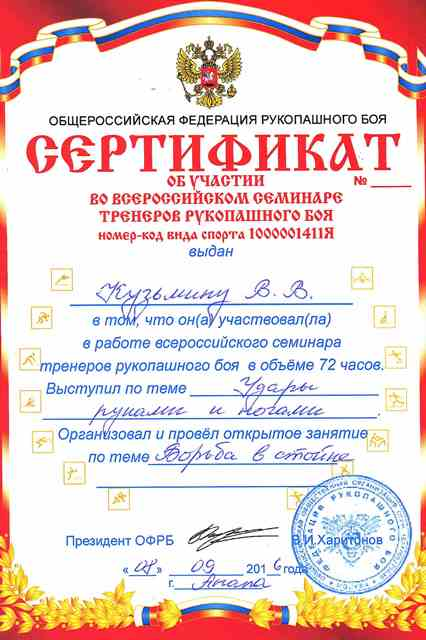 ОБЩЕРОССИЙСКАЯ ФЕДЕРАЦИЯ РУКОПАШНОГО БОЯ
СЕРТИФИКАТ
ОБ УЧАСТИИ №
ВО ВСЕРОССИЙСКОМ СЕМИНАРЕ
ТРЕНЕРОВ РУКОПАШНОГО БОЯ
номер-код вида спорта 1000001411Я
выдан
Кузьмину В. В.
в том, что он(а) участвовал(ла)
в работе всероссийского семинара
тренеров рукопашного боя в объёме 72 часов.
Выступил по теме Удары
руками и ногами.
Организовал и провёл открытое занятие
по теме Борьба в стойке
Президент ОФРБ В.И.Харитонов
«08» 09 2016 года
г. Анапа
ФЕДЕРАЦИЯ РУКОПАШНОГО БОЯ